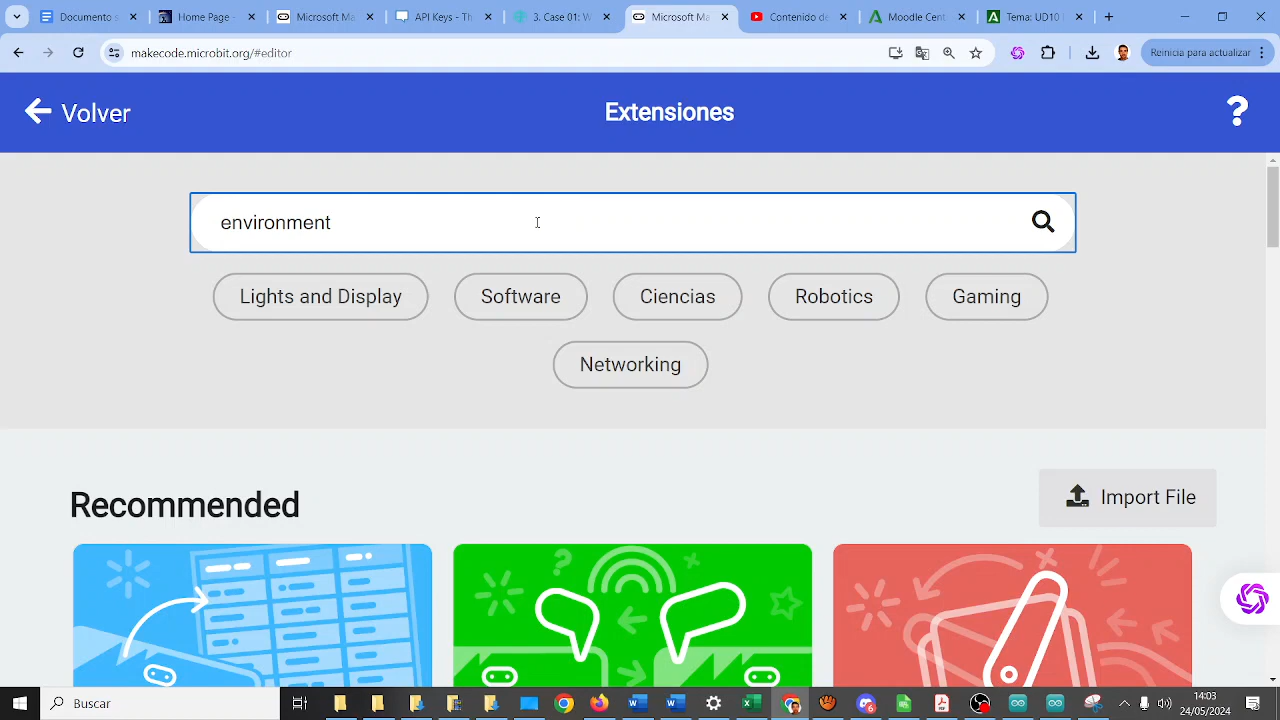 Documento s
Home Page
Microsoft Ma
API Keys - Th
3. Case 01: W
Microsoft Ma
Contenido de
Moodle Cent
Tema: UD10
makecode.microbit.org/#editor
Reinicia para actualizar
Volver
Extensiones
?
environment
Lights and Display
Software
Ciencias
Robotics
Gaming
Networking
Recommended
Import File
Buscar
14:03
24/05/2024